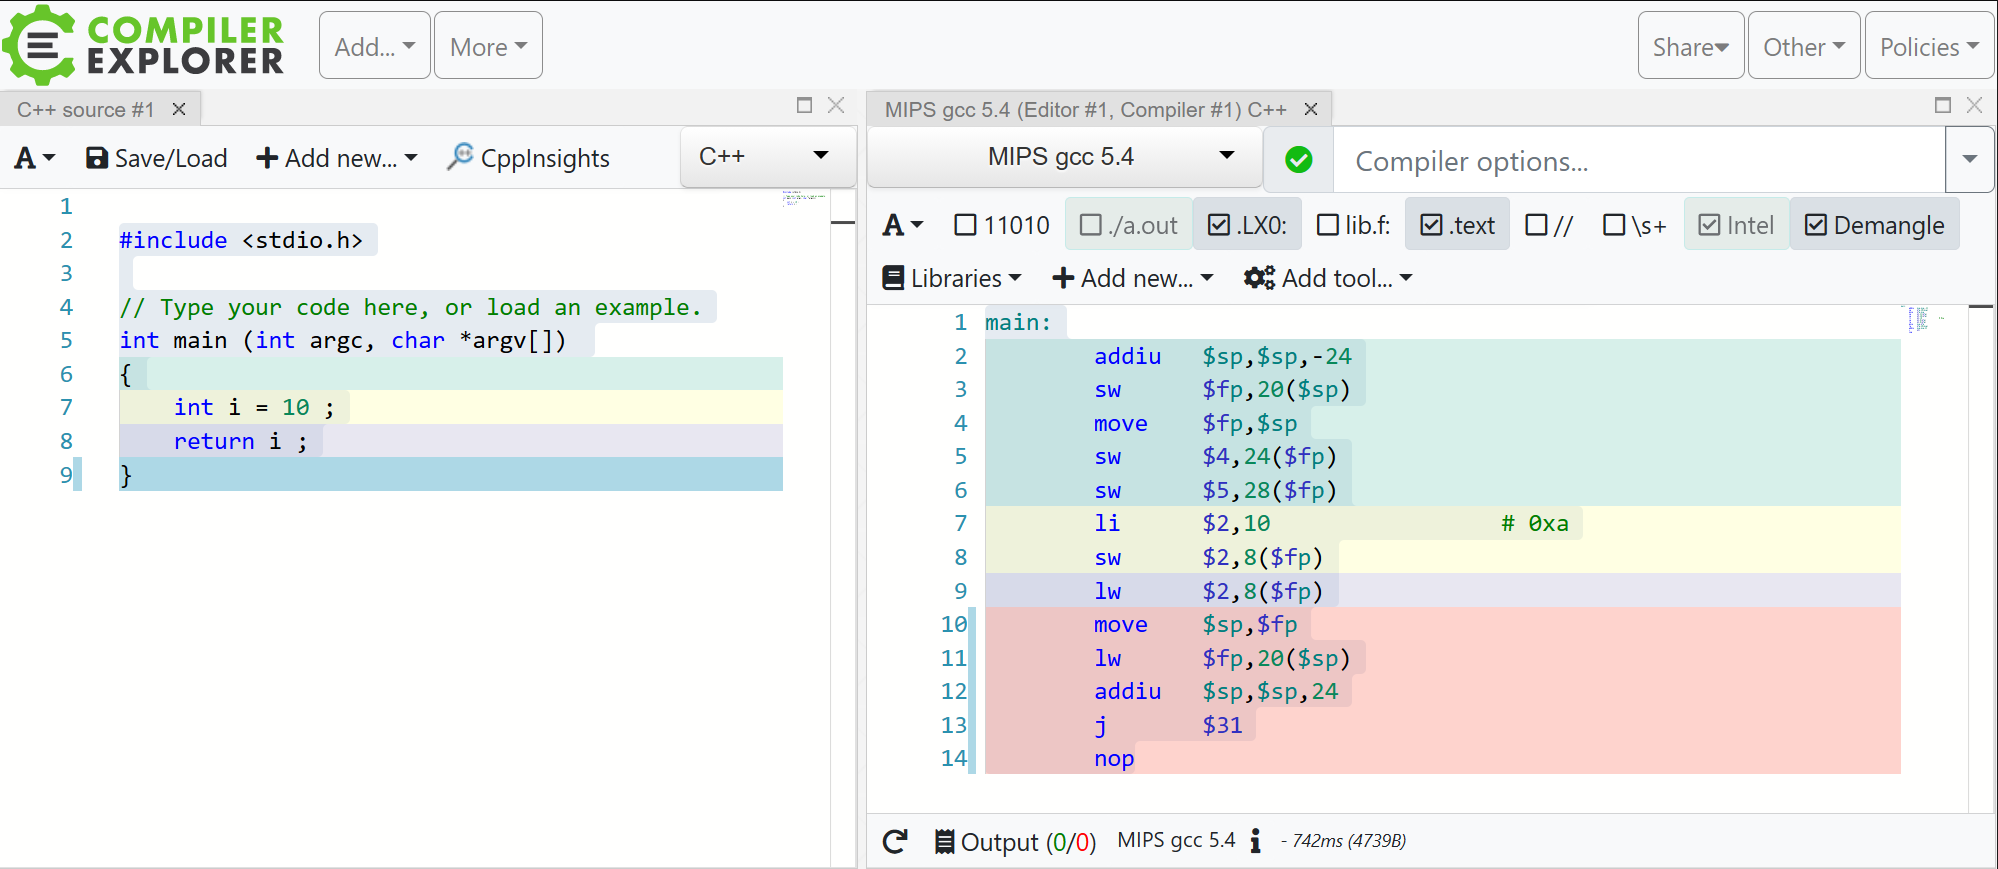 COMPILER EXPLORER
Add... More Share Other Policies
C++ source #1
A Save/Load Add new... CppInsights C++
1
2 #include <stdio.h>
3
4 // Type your code here, or load an example.
5 int main (int argc, char *argv[])
6 {
7 int i = 10 ;
8 return i ;
9 }
MIPS gcc 5.4 (Editor #1, Compiler #1) C++
MIPS gcc 5.4 Compiler options...
A 11010 ./a.out .LX0: lib.f: .text // \s+ Intel Demangle
Libraries Add new... Add tool...
1 main:
2 addiu $sp,$sp,-24
3 sw $fp,20($sp)
4 move $fp,$sp
5 sw $4,24($fp)
6 sw $5,28($fp)
7 li $2,10 # 0xa
8 sw $2,8($fp)
9 lw $2,8($fp)
10 move $sp,$fp
11 lw $fp,20($sp)
12 addiu $sp,$sp,24
13 j $31
14 nop
Output (0/0) MIPS gcc 5.4 i - 742ms (4739B)